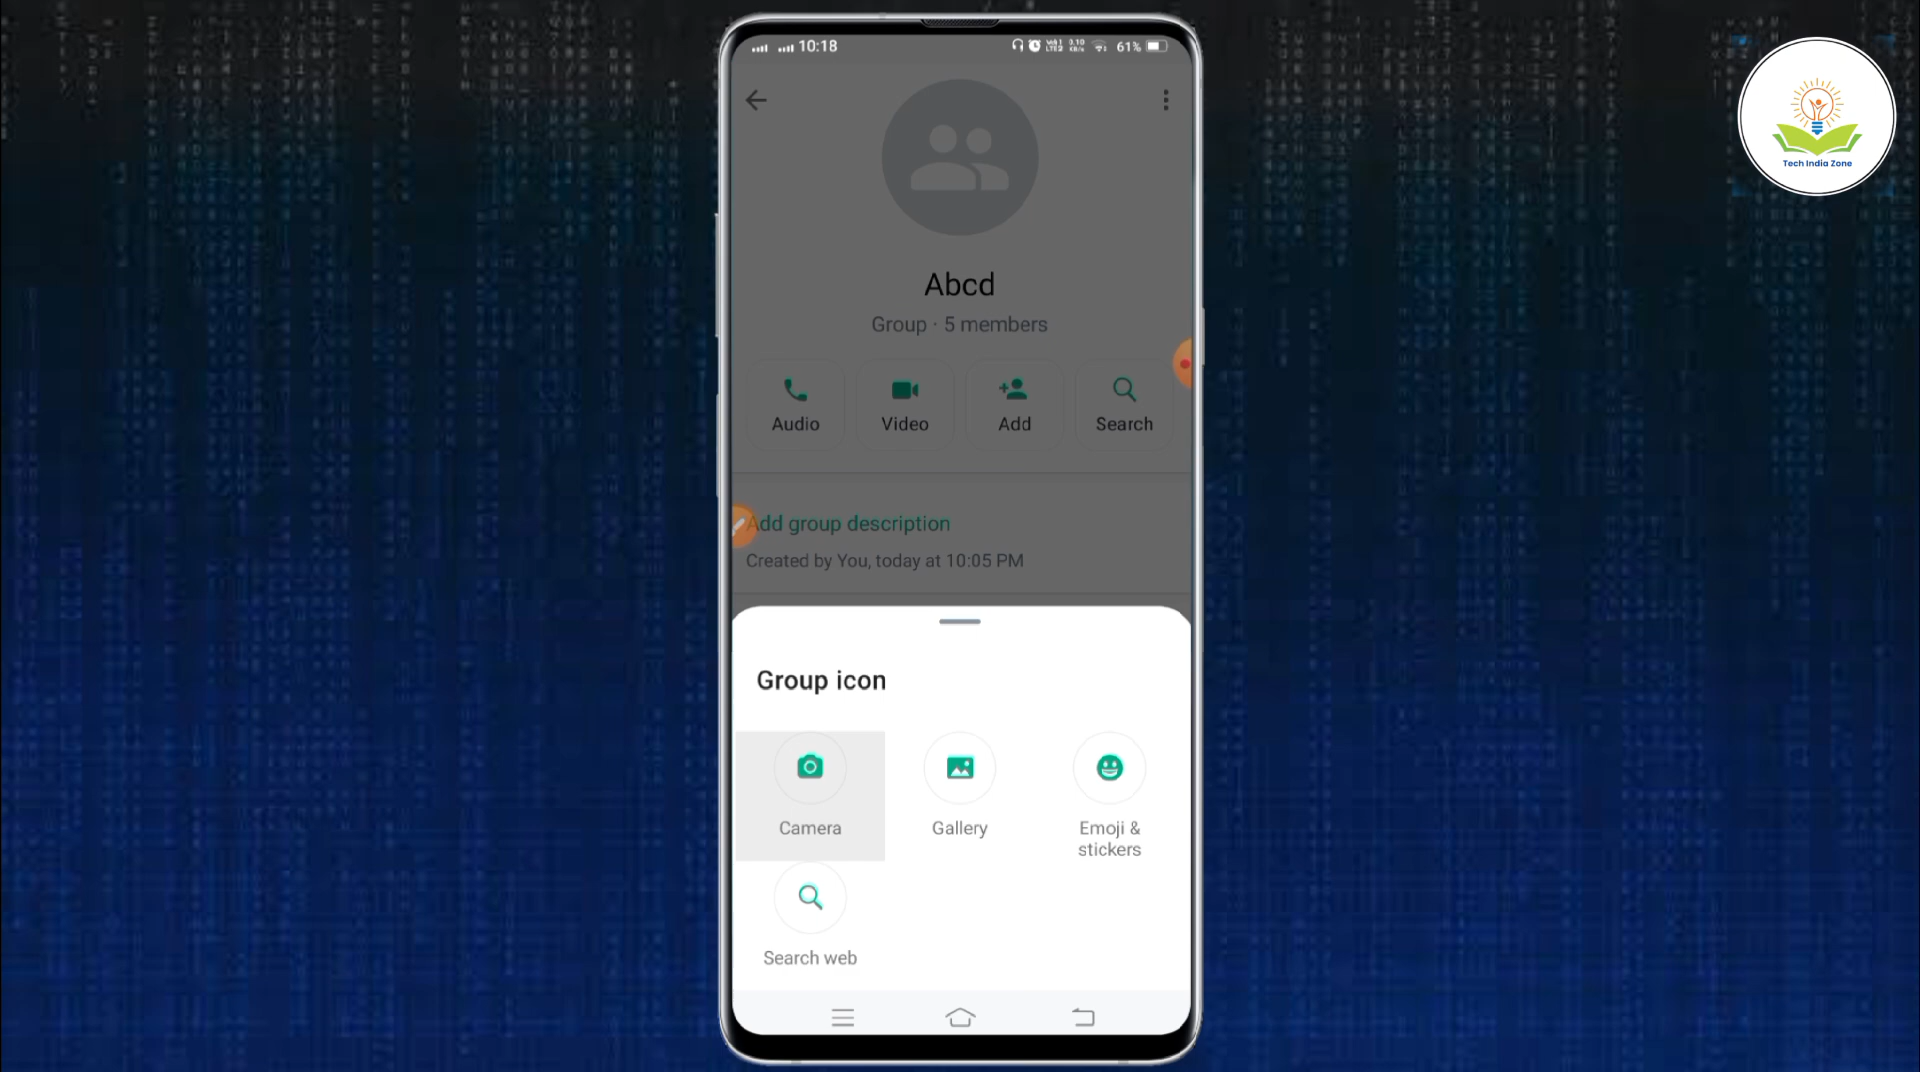 10:18
61%
Tech India Zone
Abcd
Group · 5 members
Audio
Video
Add
Search
Add group description
Created by You, today at 10:05 PM
Group icon
Camera
Gallery
Emoji &
stickers
Search web